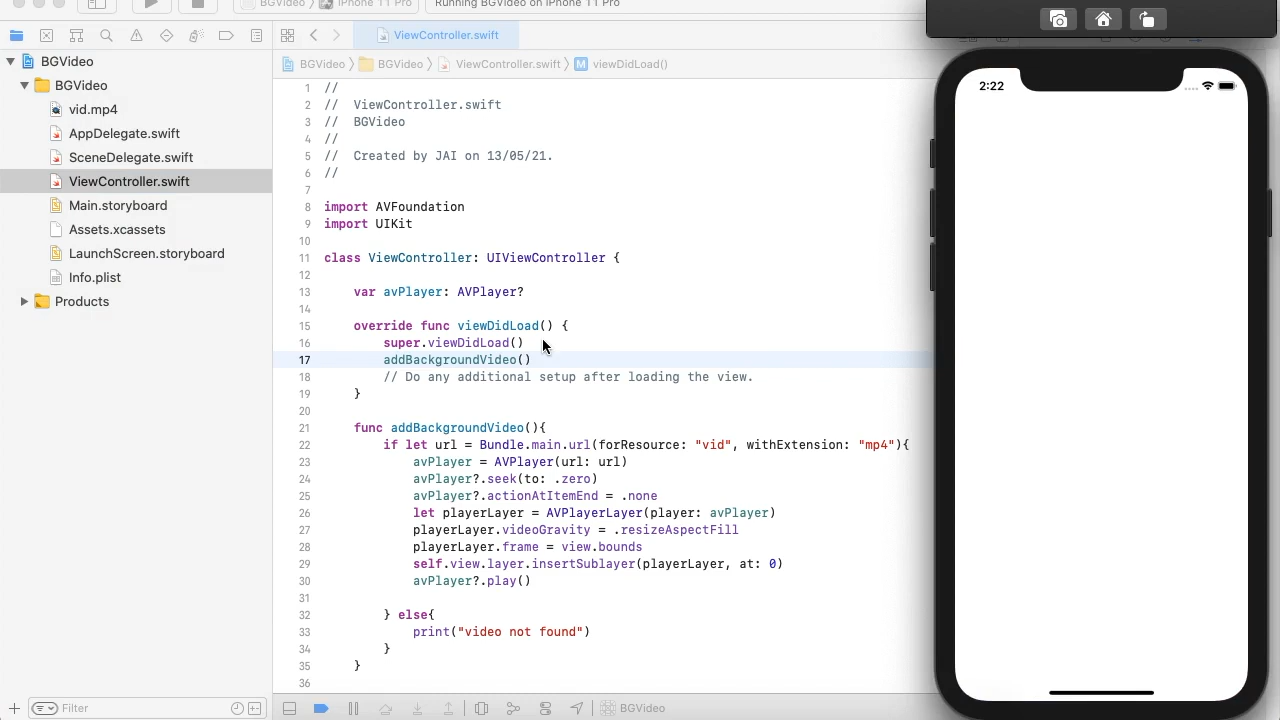 BGVideo 〉 iPhone 11 Pro
Running BGVideo on iPhone 11 Pro
ViewController.swift
BGVideo 〉 BGVideo 〉 ViewController.swift 〉 M viewDidLoad()
BGVideo
BGVideo
vid.mp4
AppDelegate.swift
SceneDelegate.swift
ViewController.swift
Main.storyboard
Assets.xcassets
LaunchScreen.storyboard
Info.plist
Products
Filter
1 //
2 //  ViewController.swift
3 //  BGVideo
4 //
5 //  Created by JAI on 13/05/21.
6 //
7
8 import AVFoundation
9 import UIKit
10
11 class ViewController: UIViewController {
12
13     var avPlayer: AVPlayer?
14
15     override func viewDidLoad() {
16         super.viewDidLoad()
17         addBackgroundVideo()
18         // Do any additional setup after loading the view.
19     }
20
21     func addBackgroundVideo(){
22         if let url = Bundle.main.url(forResource: "vid", withExtension: "mp4"){
23             avPlayer = AVPlayer(url: url)
24             avPlayer?.seek(to: .zero)
25             avPlayer?.actionAtItemEnd = .none
26             let playerLayer = AVPlayerLayer(player: avPlayer)
27             playerLayer.videoGravity = .resizeAspectFill
28             playerLayer.frame = view.bounds
29             self.view.layer.insertSublayer(playerLayer, at: 0)
30             avPlayer?.play()
31
32         } else{
33             print("video not found")
34         }
35     }
36
BGVideo
2:22